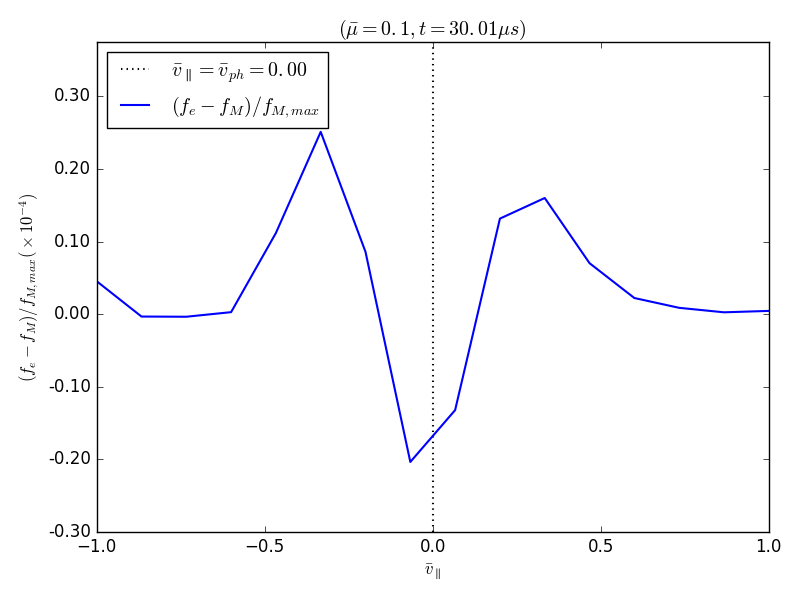 (μ̄ = 0.1, t = 30.01μs)
v̄∥ = v̄ph = 0.00
(fe − fM)/fM,max
0.30
0.20
0.10
0.00
-0.10
-0.20
-0.30
(fe − fM)/fM,max(×10⁻⁴)
−1.0 −0.5 0.0 0.5 1.0
v̄∥